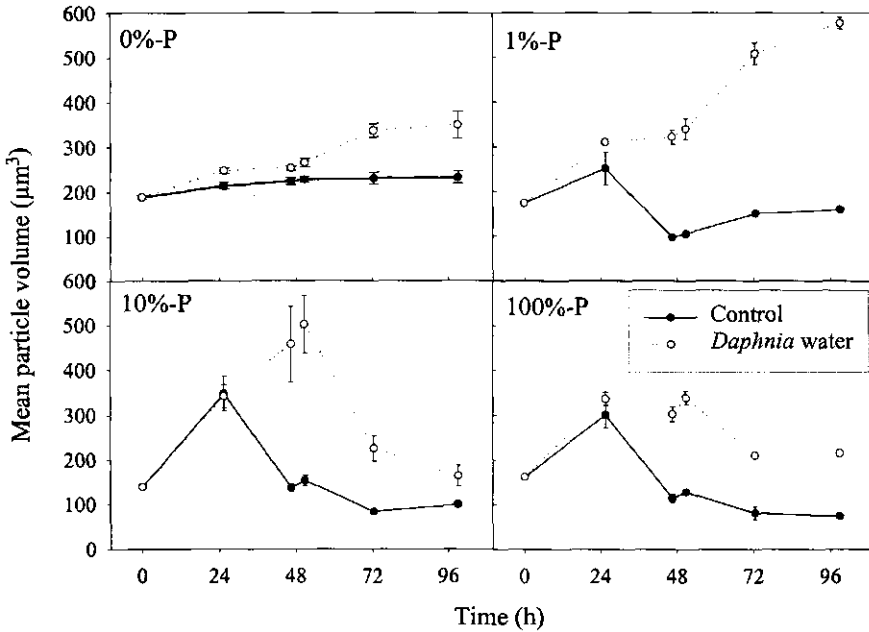 600
500
400
300
200
100
0%-P
1%-P
600
500
400
300
200
100
0
10%-P
100%-P
Control
Daphnia water
Mean particle volume (µm³)
0 24 48 72 96
0 24 48 72 96
Time (h)